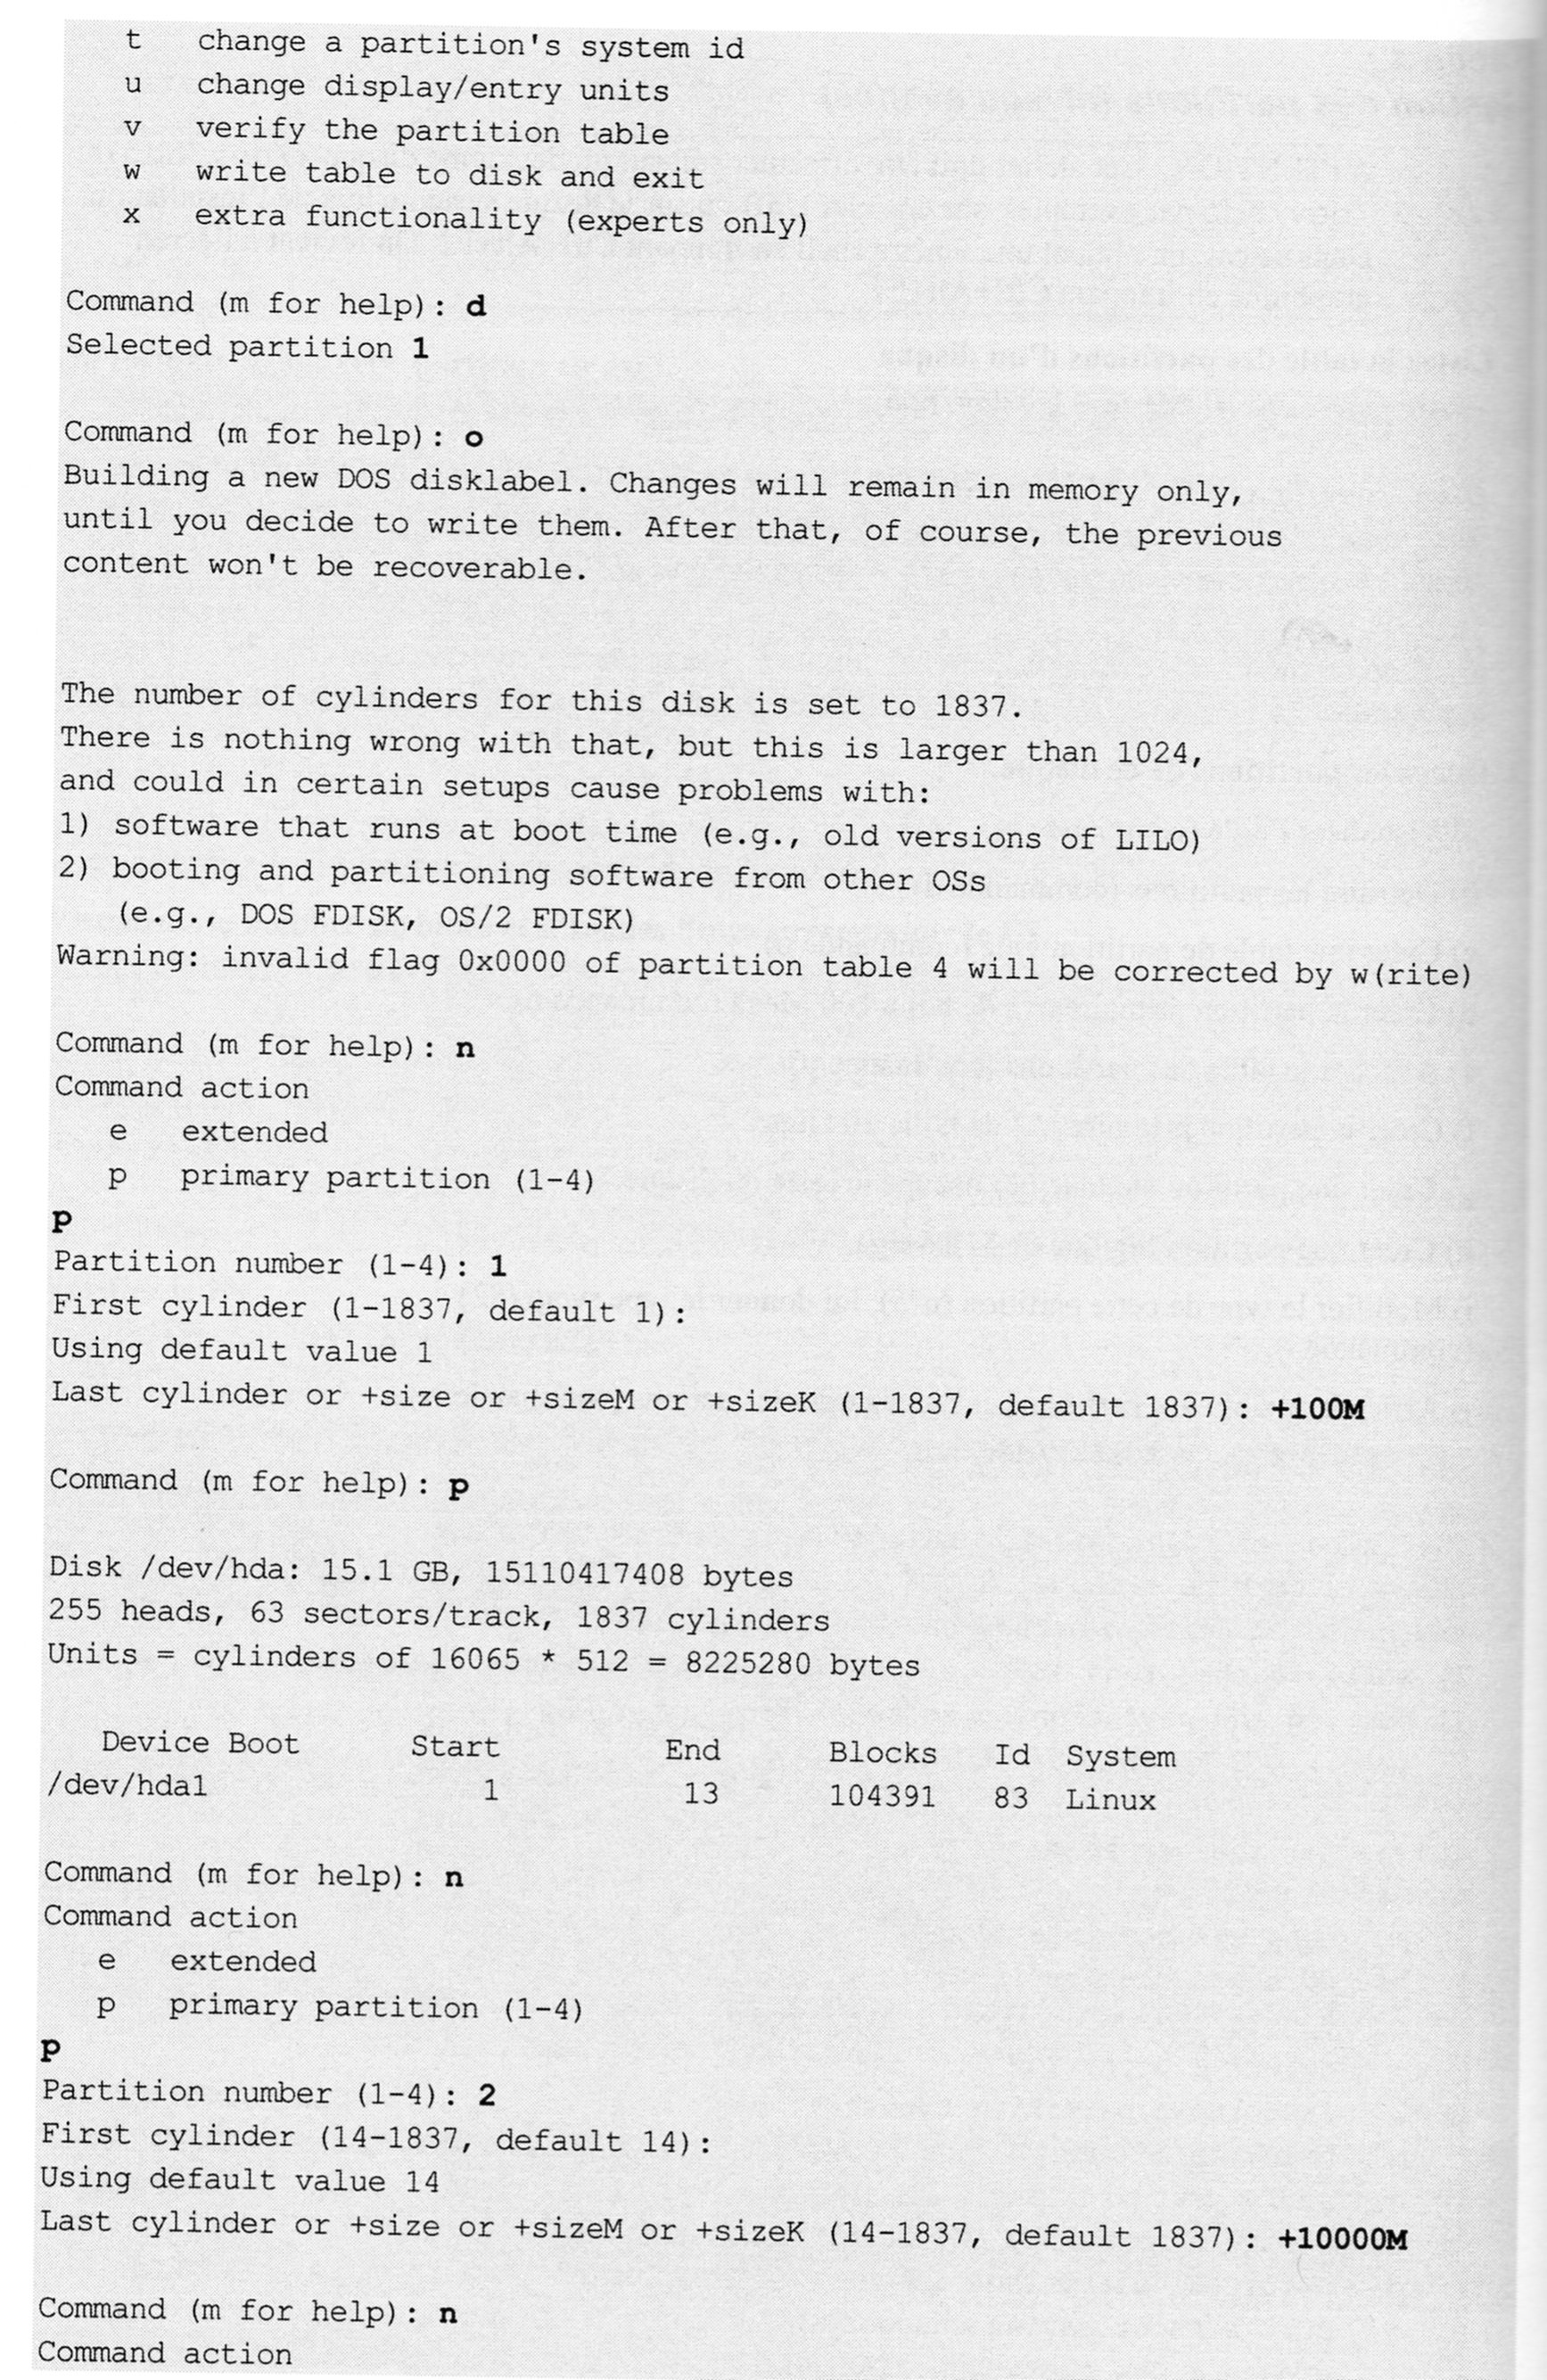 t   change a partition's system id
u   change display/entry units
v   verify the partition table
w   write table to disk and exit
x   extra functionality (experts only)
Command (m for help): d
Selected partition 1
Command (m for help): o
Building a new DOS disklabel. Changes will remain in memory only,
until you decide to write them. After that, of course, the previous
content won't be recoverable.
The number of cylinders for this disk is set to 1837.
There is nothing wrong with that, but this is larger than 1024,
and could in certain setups cause problems with:
1) software that runs at boot time (e.g., old versions of LILO)
2) booting and partitioning software from other OSs
(e.g., DOS FDISK, OS/2 FDISK)
Warning: invalid flag 0x0000 of partition table 4 will be corrected by w(rite)
Command (m for help): n
Command action
e   extended
p   primary partition (1-4)
p
Partition number (1-4): 1
First cylinder (1-1837, default 1):
Using default value 1
Last cylinder or +size or +sizeM or +sizeK (1-1837, default 1837): +100M
Command (m for help): p
Disk /dev/hda: 15.1 GB, 15110417408 bytes
255 heads, 63 sectors/track, 1837 cylinders
Units = cylinders of 16065 * 512 = 8225280 bytes
Device Boot   Start   End   Blocks   Id   System
/dev/hda1   1   13   104391   83   Linux
Command (m for help): n
Command action
e   extended
p   primary partition (1-4)
p
Partition number (1-4): 2
First cylinder (14-1837, default 14):
Using default value 14
Last cylinder or +size or +sizeM or +sizeK (14-1837, default 1837): +10000M
Command (m for help): n
Command action